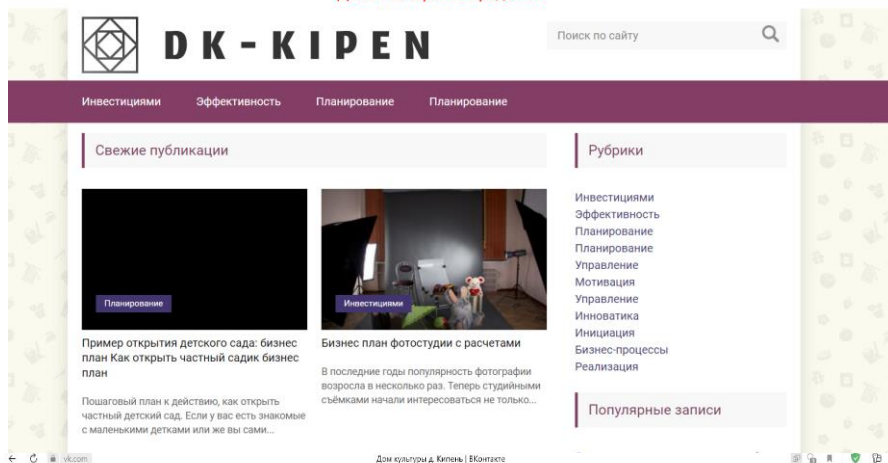 DK-KIPEN
Поиск по сайту
Инвестициями Эффективность Планирование Планирование
Свежие публикации
Планирование
Пример открытия детского сада: бизнес
план Как открыть частный садик бизнес
план
Пошаговый план к действию, как открыть
частный детский сад. Если у вас есть знакомые
с маленькими детками или же вы сами...
Инвестициями
Бизнес план фотостудии с расчетами
В последние годы популярность фотографии
возросла в несколько раз. Теперь студийными
съёмками начали интересоваться не только...
Рубрики
Инвестициями
Эффективность
Планирование
Планирование
Управление
Мотивация
Управление
Инноватика
Инициация
Бизнес-процессы
Реализация
Популярные записи
vk.com
Дом культуры д. Кипень | ВКонтакте